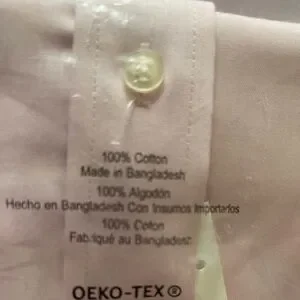 100% Cotton
Made in Bangladesh
100% Algodón
Hecho en Bangladesh Con Insumos Importados
100% Coton
Fabriqué au Bangladesh
OEKO-TEX®